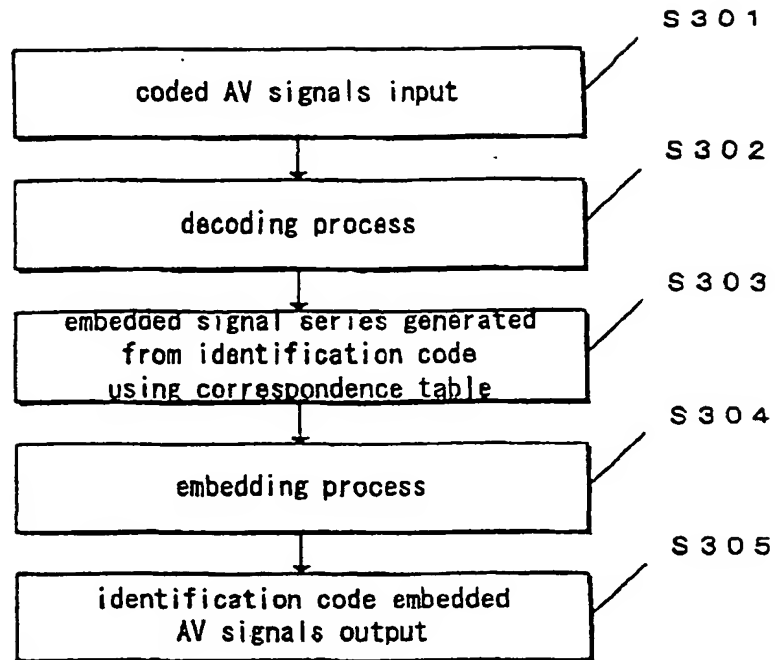 S301
coded AV signals input
S302
decoding process
S303
embedded signal series generated
from identification code
using correspondence table
S304
embedding process
S305
identification code embedded
AV signals output